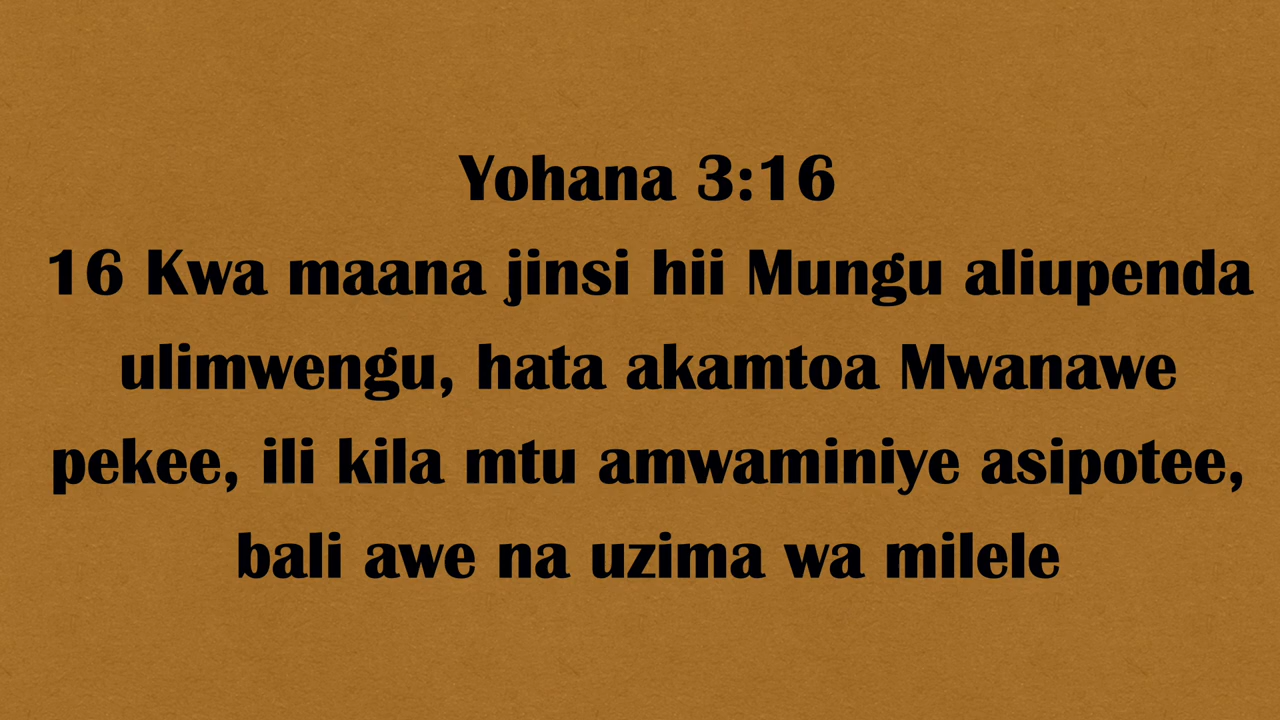 Yohana 3:16
16 Kwa maana jinsi hii Mungu aliupenda
ulimwengu, hata akamtoa Mwanawe
pekee, ili kila mtu amwaminiye asipotee,
bali awe na uzima wa milele